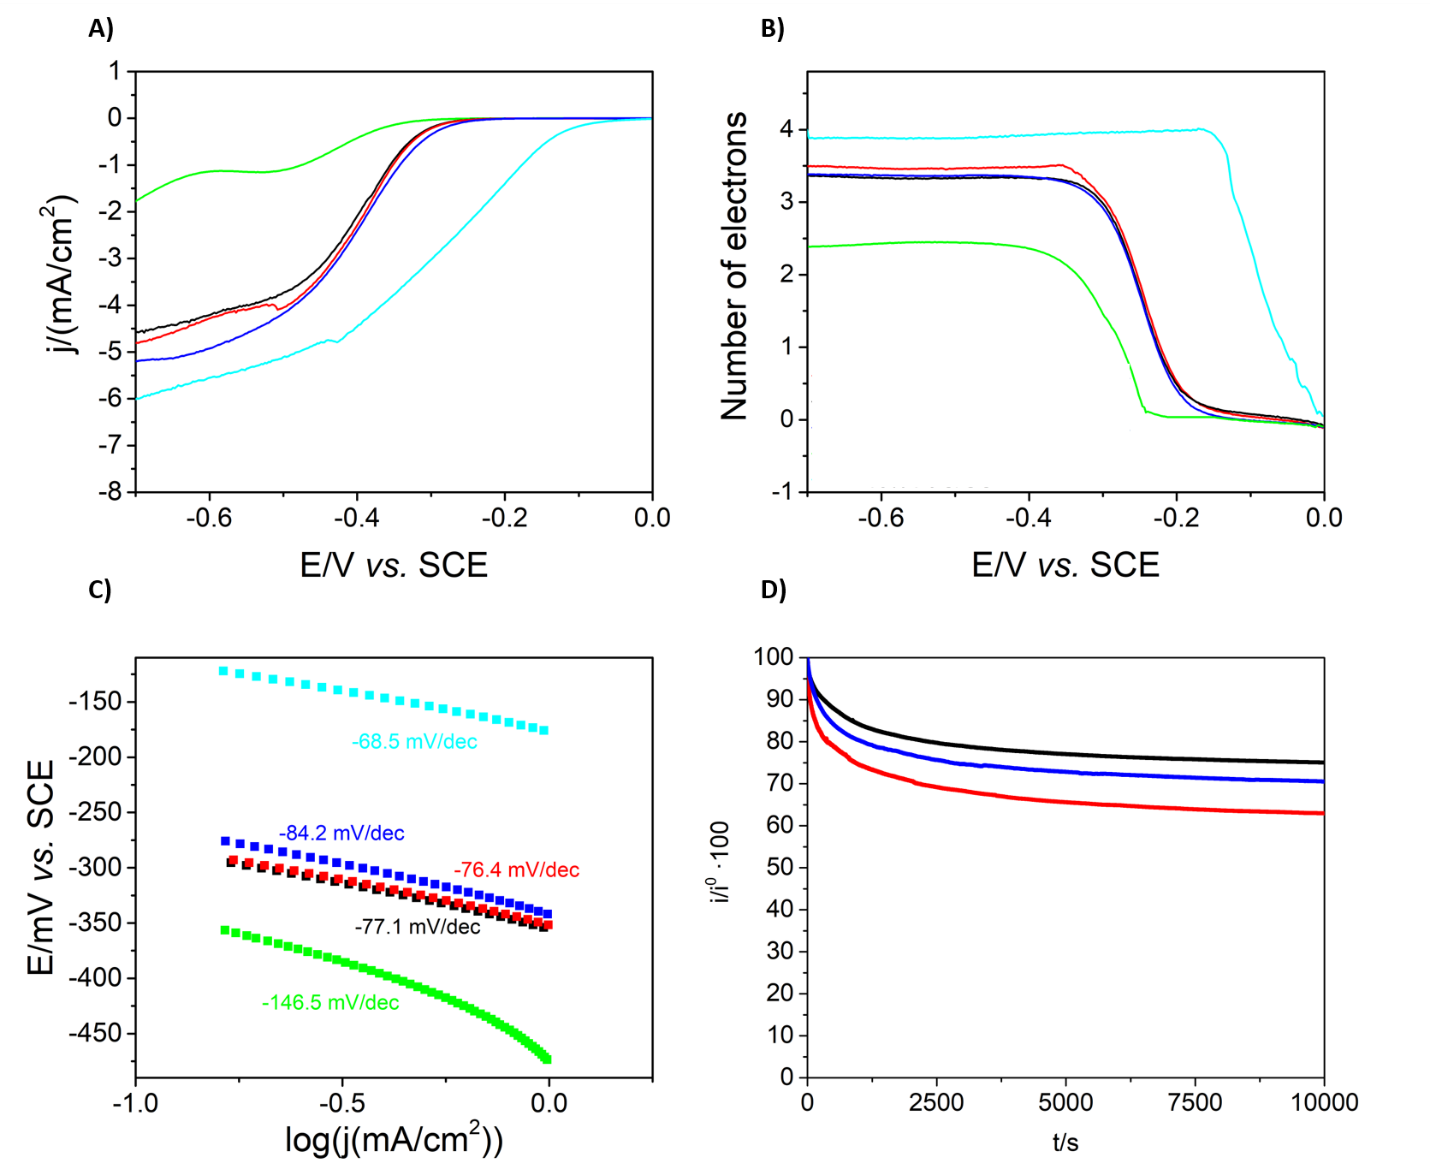 A)
1
0
-1
-2
-3
-4
-5
-6
-7
-8
j/(mA/cm²)
-0.6
-0.4
-0.2
0.0
E/V vs. SCE
B)
4
3
2
1
0
-1
Number of electrons
-0.6
-0.4
-0.2
0.0
E/V vs. SCE
C)
-150
-200
-250
-300
-350
-400
-450
E/mV vs. SCE
-68.5 mV/dec
-84.2 mV/dec
-76.4 mV/dec
-77.1 mV/dec
-146.5 mV/dec
-1.0
-0.5
0.0
log(j(mA/cm²))
D)
100
90
80
70
60
50
40
30
20
10
0
i/i⁰ ·100
0
2500
5000
7500
10000
t/s